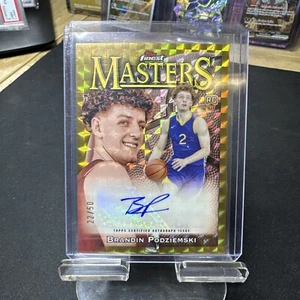 finest
MASTERS
RC
2
22/50
TOPPS CERTIFIED AUTOGRAPH ISSUE
BRANDIN PODZIEMSKI